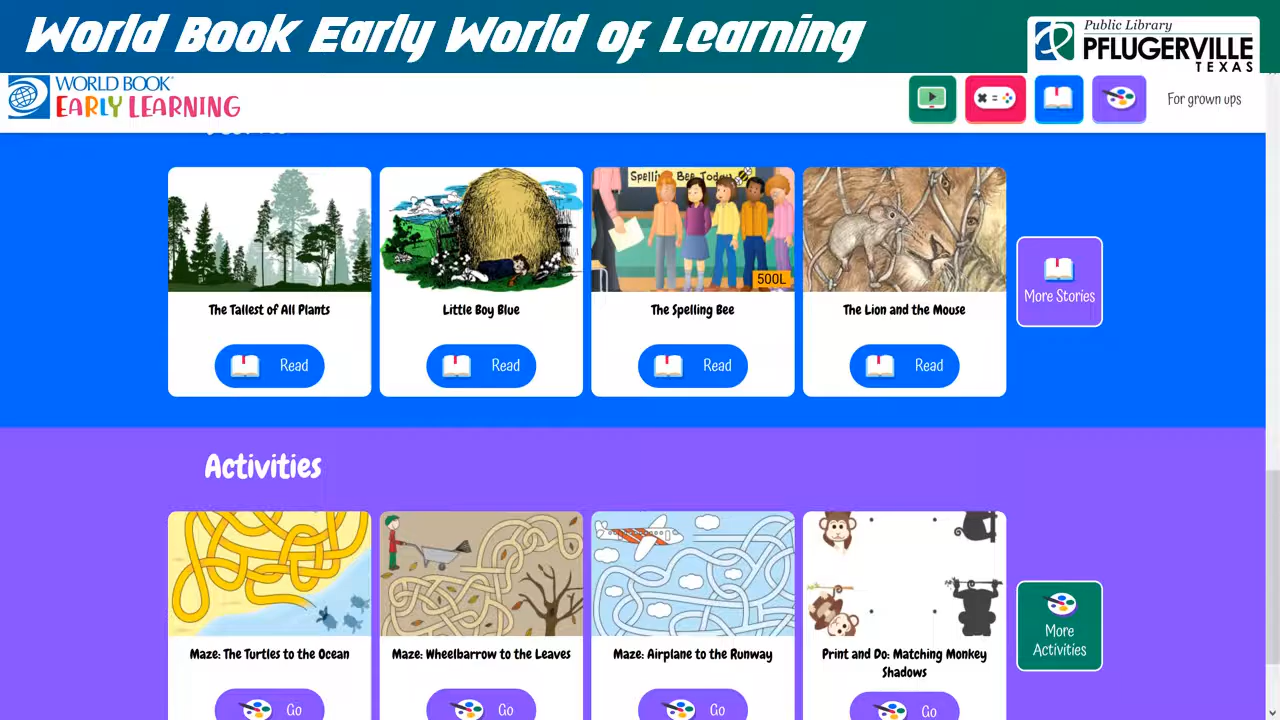 World Book Early World of Learning
Public Library
PFLUGERVILLE
TEXAS
WORLD BOOK®
EARLY LEARNING
For grown ups
Spelling Bee Today
500L
The Tallest of All Plants
Little Boy Blue
The Spelling Bee
The Lion and the Mouse
More Stories
Read
Read
Read
Read
Activities
Maze: The Turtles to the Ocean
Maze: Wheelbarrow to the Leaves
Maze: Airplane to the Runway
Print and Do: Matching Monkey
Shadows
More
Activities
Go
Go
Go
Go